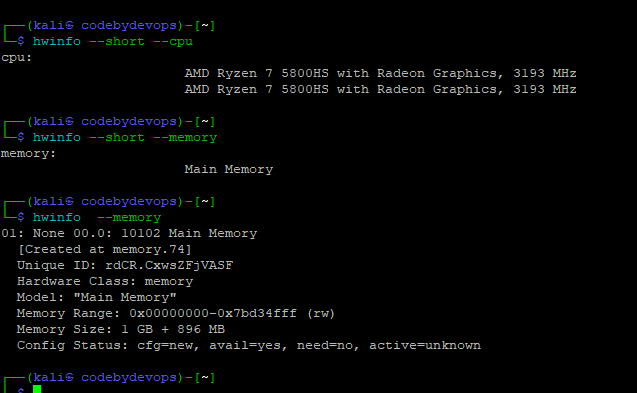 ┌──(kali㉿ codebydevops)-[~]
└─$ hwinfo --short --cpu
cpu:
                       AMD Ryzen 7 5800HS with Radeon Graphics, 3193 MHz
                       AMD Ryzen 7 5800HS with Radeon Graphics, 3193 MHz
┌──(kali㉿ codebydevops)-[~]
└─$ hwinfo --short --memory
memory:
                       Main Memory
┌──(kali㉿ codebydevops)-[~]
└─$ hwinfo  --memory
01: None 00.0: 10102 Main Memory
  [Created at memory.74]
  Unique ID: rdCR.CxwsZFjVASF
  Hardware Class: memory
  Model: "Main Memory"
  Memory Range: 0x00000000-0x7bd34fff (rw)
  Memory Size: 1 GB + 896 MB
  Config Status: cfg=new, avail=yes, need=no, active=unknown
┌──(kali㉿ codebydevops)-[~]
└─$